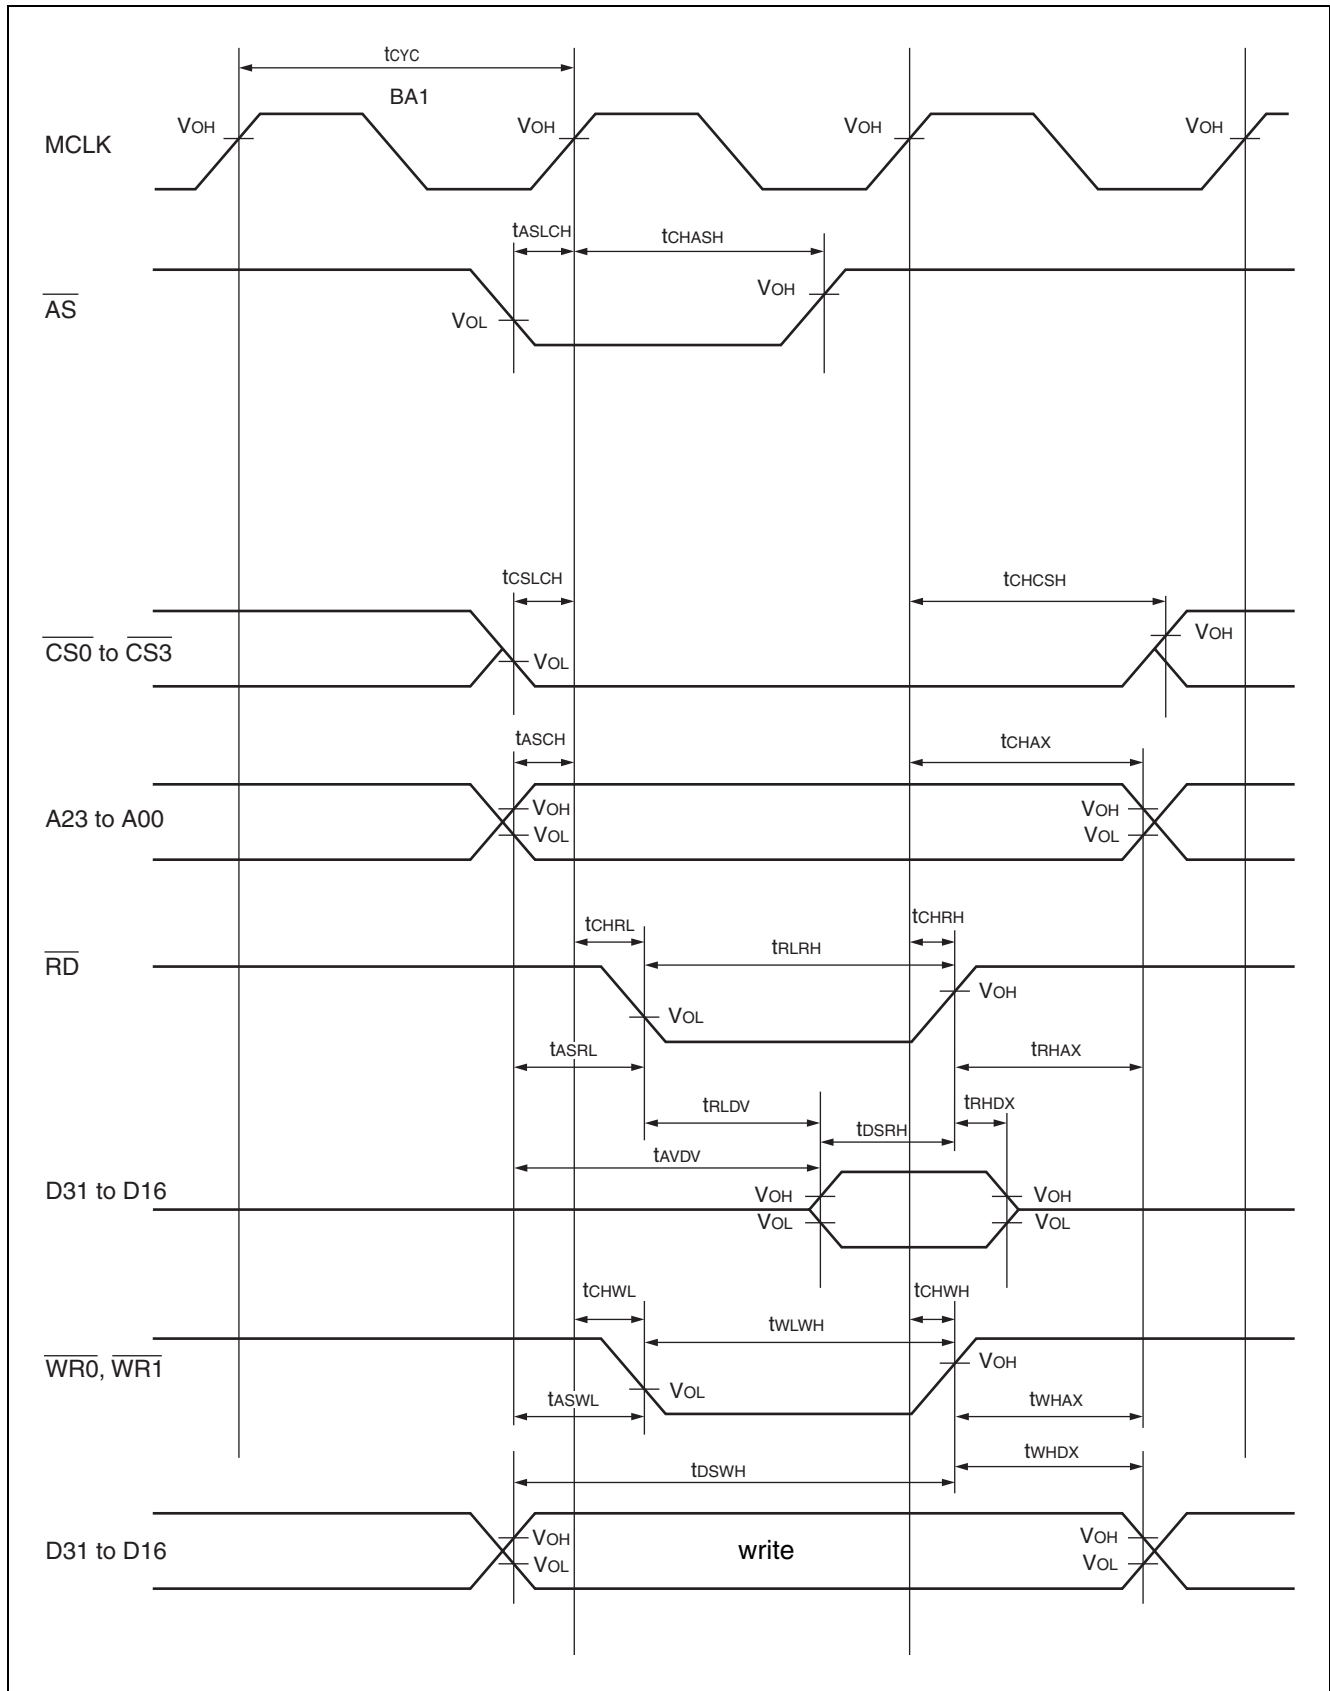 tCYC
BA1
VOH VOH VOH VOH
MCLK
tASLCH tCHASH
VOH
AS
VOL
tCSLCH tCHCSH
VOH
CS0 to CS3
VOL
tASCH tCHAX
VOH VOH
A23 to A00
VOL VOL
tCHRL tCHRH
tRLRH
RD
VOH
VOL
tASRL tRHAX
tRLDV tRHDX
tDSRH
tAVDV
D31 to D16
VOH VOH
VOL VOL
tCHWL tCHWH
tWLWH
WR0, WR1
VOH
VOL
tASWL tWHAX
tWHDX
tDSWH
VOH VOH
D31 to D16 write
VOL VOL